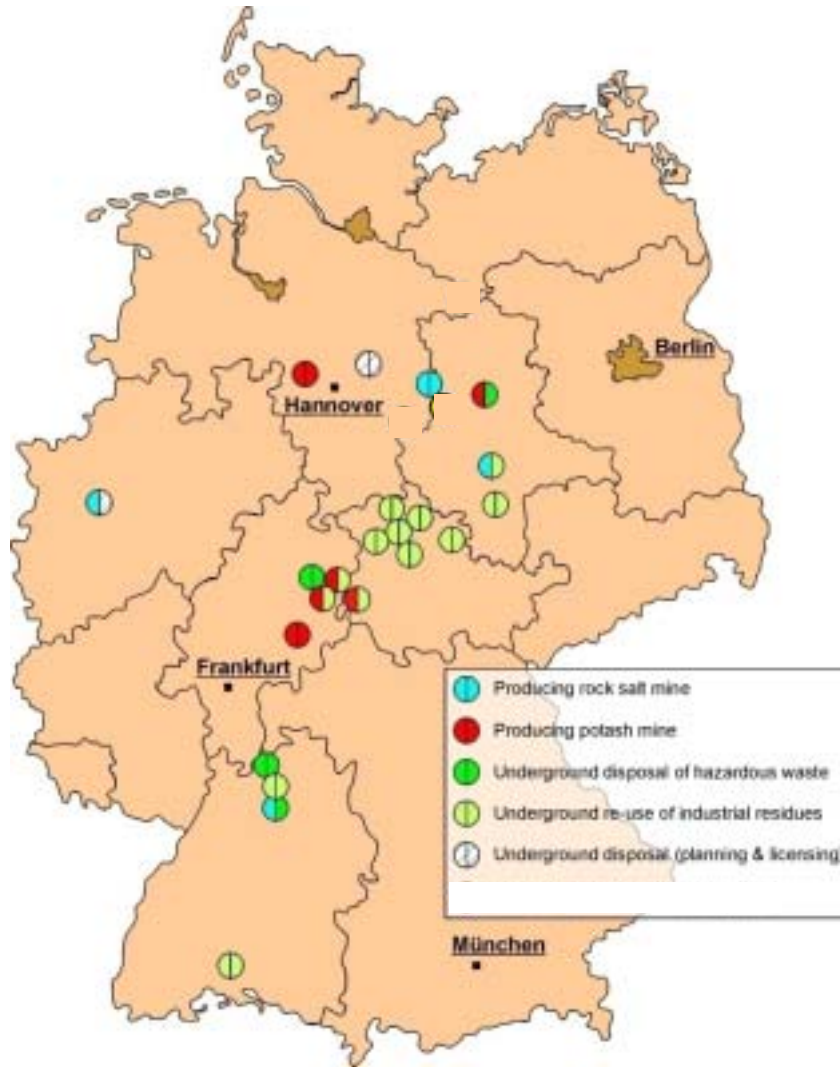 Berlin
Hannover
Frankfurt
Producing rock salt mine
Producing potash mine
Underground disposal of hazardous waste
Underground re-use of industrial residues
Underground disposal (planning & licensing)
München